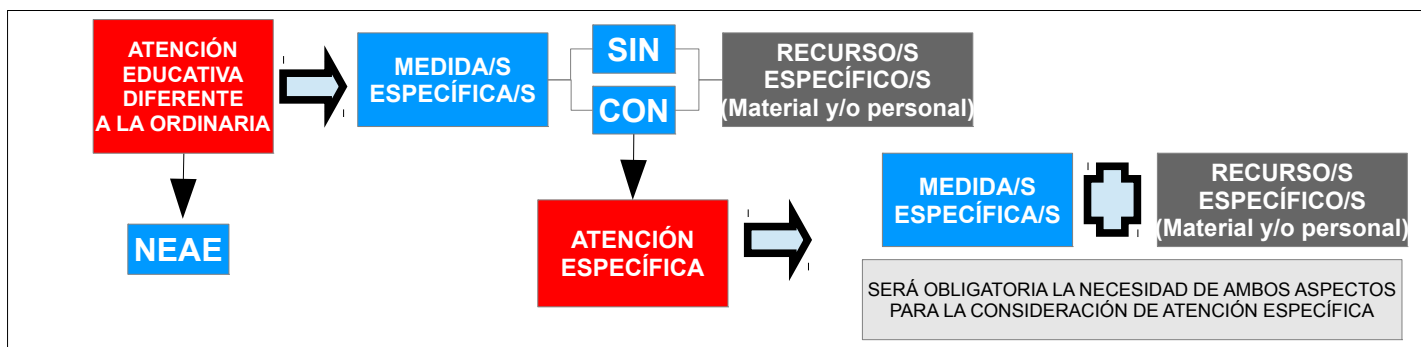 ATENCIÓN
EDUCATIVA
DIFERENTE
A LA ORDINARIA
MEDIDA/S
ESPECÍFICA/S
SIN
CON
RECURSO/S
ESPECÍFICO/S
(Material y/o personal)
NEAE
ATENCIÓN
ESPECÍFICA
MEDIDA/S
ESPECÍFICA/S
RECURSO/S
ESPECÍFICO/S
(Material y/o personal)
SERÁ OBLIGATORIA LA NECESIDAD DE AMBOS ASPECTOS
PARA LA CONSIDERACIÓN DE ATENCIÓN ESPECÍFICA